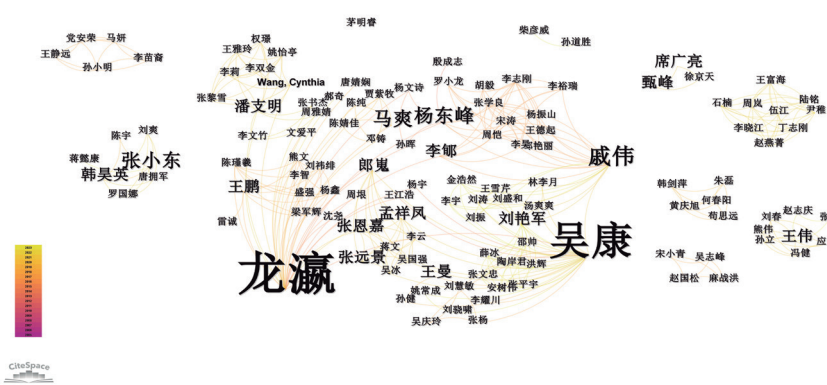 茅明睿
柴彦威
孙道胜
党安荣
马妍
王静远
李苗裔
孙小明
权璟
王雅玲
姚怡亭
李莉
李双金
Wang, Cynthia
张黎雪
潘支明
李文竹
殷成志
罗小龙
胡毅
李志刚
李裕瑞
唐婧娴
杨文诗
郝奇
贾紫牧
张书杰
陈纯
周雅婧
陈婧佳
文爱平
马爽
杨东峰
张学良
宋涛
杨振山
周恺
王德起
邓铸
孙晖
李郇
戚伟
席广亮
甄峰
徐京天
王富海
石楠
周岚
伍江
陆铭
尹稚
李晓江
丁志刚
赵燕菁
陈宇
刘爽
蒋懿康
张小东
韩昊英
唐拥军
罗国娜
陈瑾羲
熊文
刘祎绯
李智
郎嵬
王鹏
盛强
杨鑫
周垠
王江浩
杨宇
梁军辉
沈尧
雷诚
孟祥凤
张恩嘉
金浩然
王雪芹
林李月
李宇
刘涛
刘盛和
汤爽爽
刘振
刘艳军
吴康
韩剑萍
朱磊
黄庆旭
何春阳
苟思远
刘春
赵志庆
熊伟
孙立
王伟
应
冯健
李云
蒋文
张远景
吴国强
吴冰
王曼
邵帅
薛冰
陶岸君
洪辉
龙瀛
张文忠
姚常成
刘慧敏
安树伟
张平宇
孙健
李耀川
刘骁啸
吴庆玲
张杨
宋小青
吴志峰
赵国松
麻战洪
CiteSpace